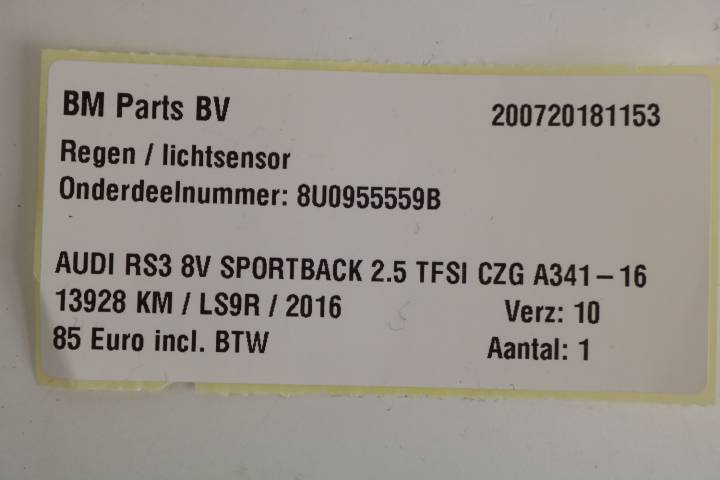 BM Parts BV 200720181153
Regen / lichtsensor
Onderdeelnummer: 8U0955559B
AUDI RS3 8V SPORTBACK 2.5 TFSI CZG A341-16
13928 KM / LS9R / 2016 Verz: 10
85 Euro incl. BTW Aantal: 1